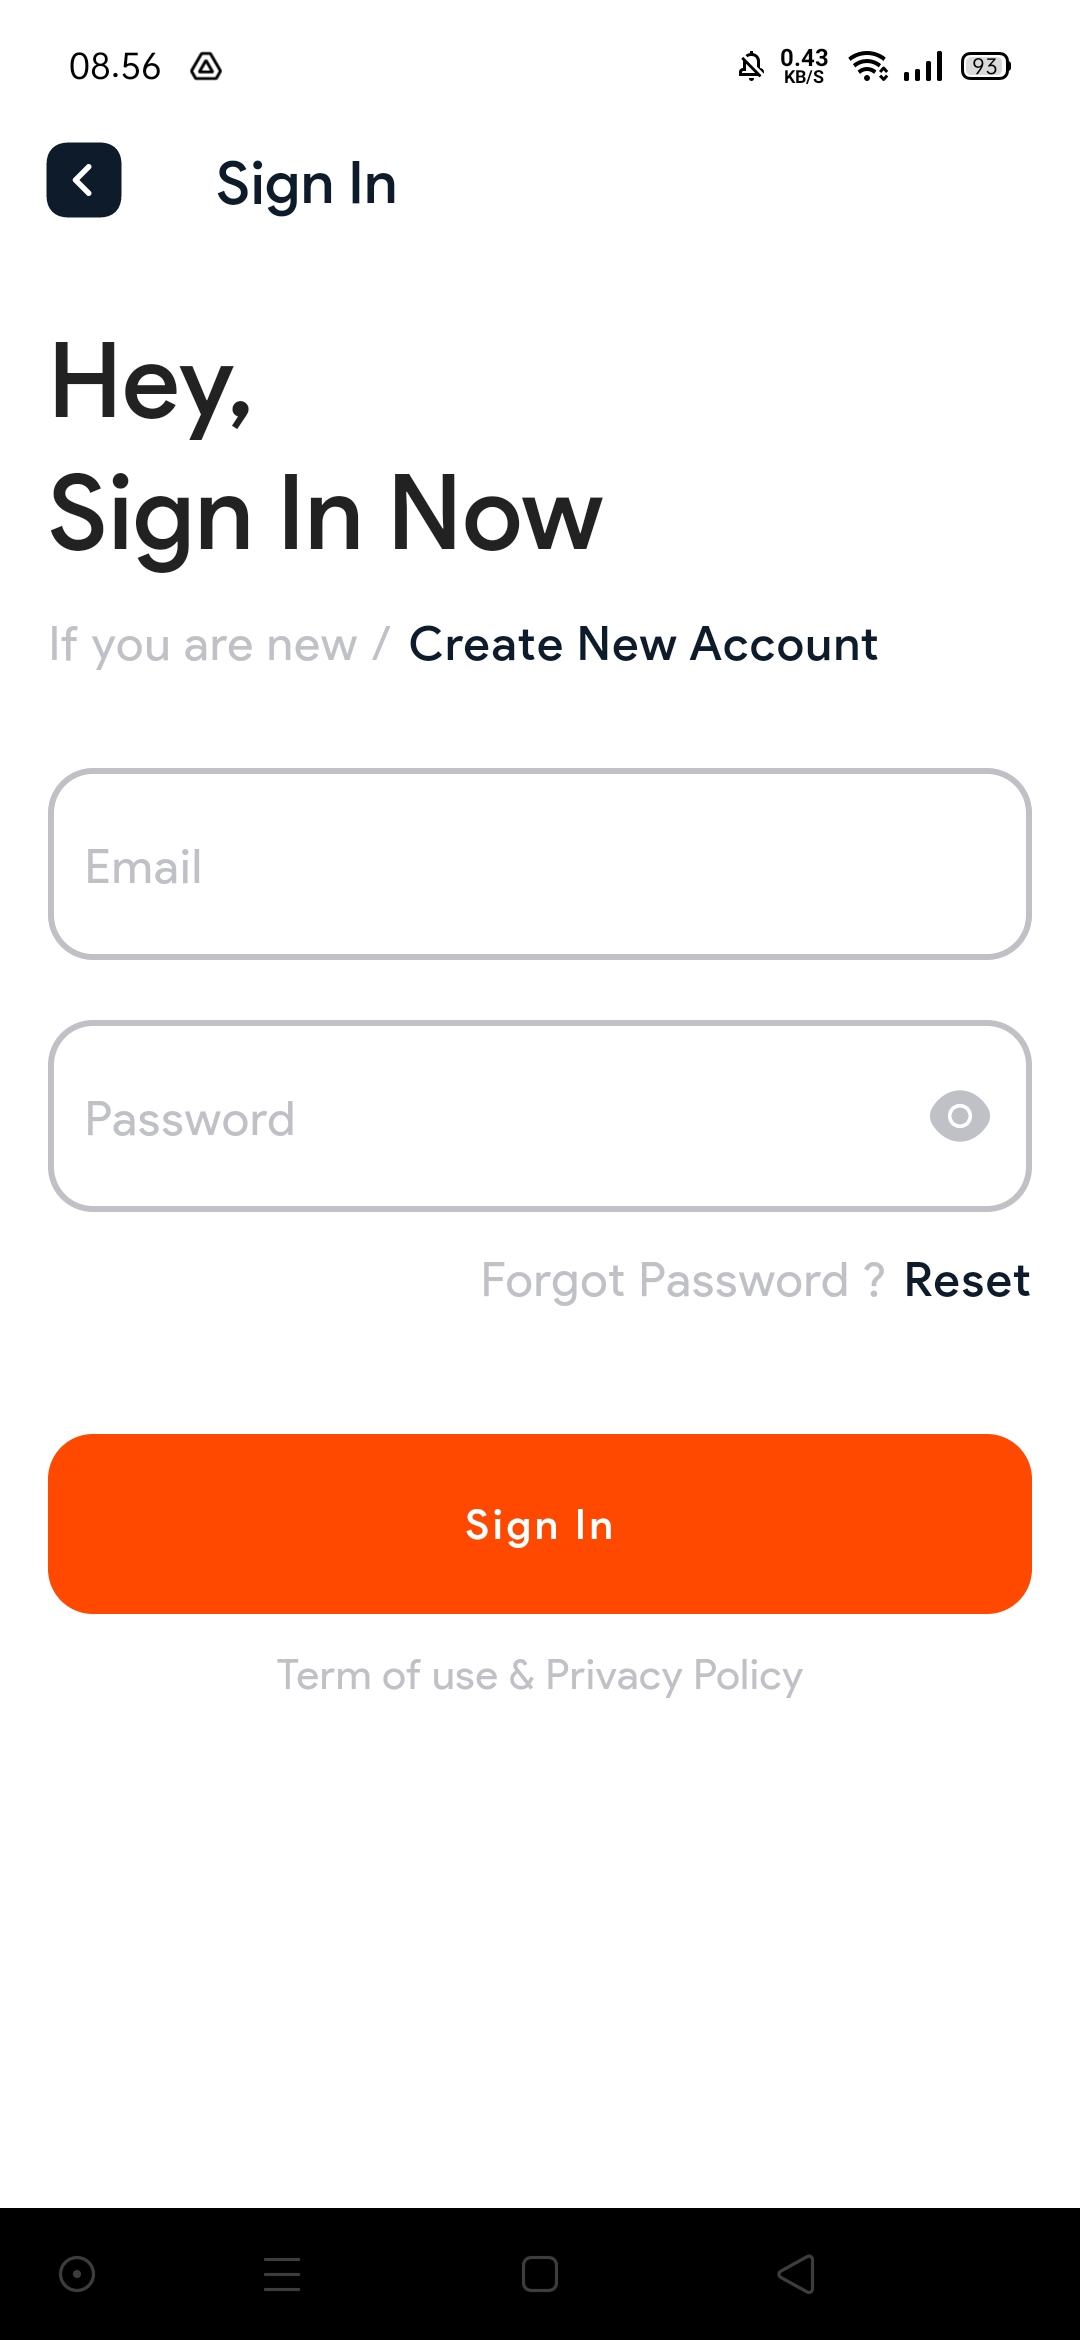 08.56 0.43 KB/S 93
Sign In
Hey,
Sign In Now
If you are new / Create New Account
Email
Password
Forgot Password ? Reset
Sign In
Term of use & Privacy Policy